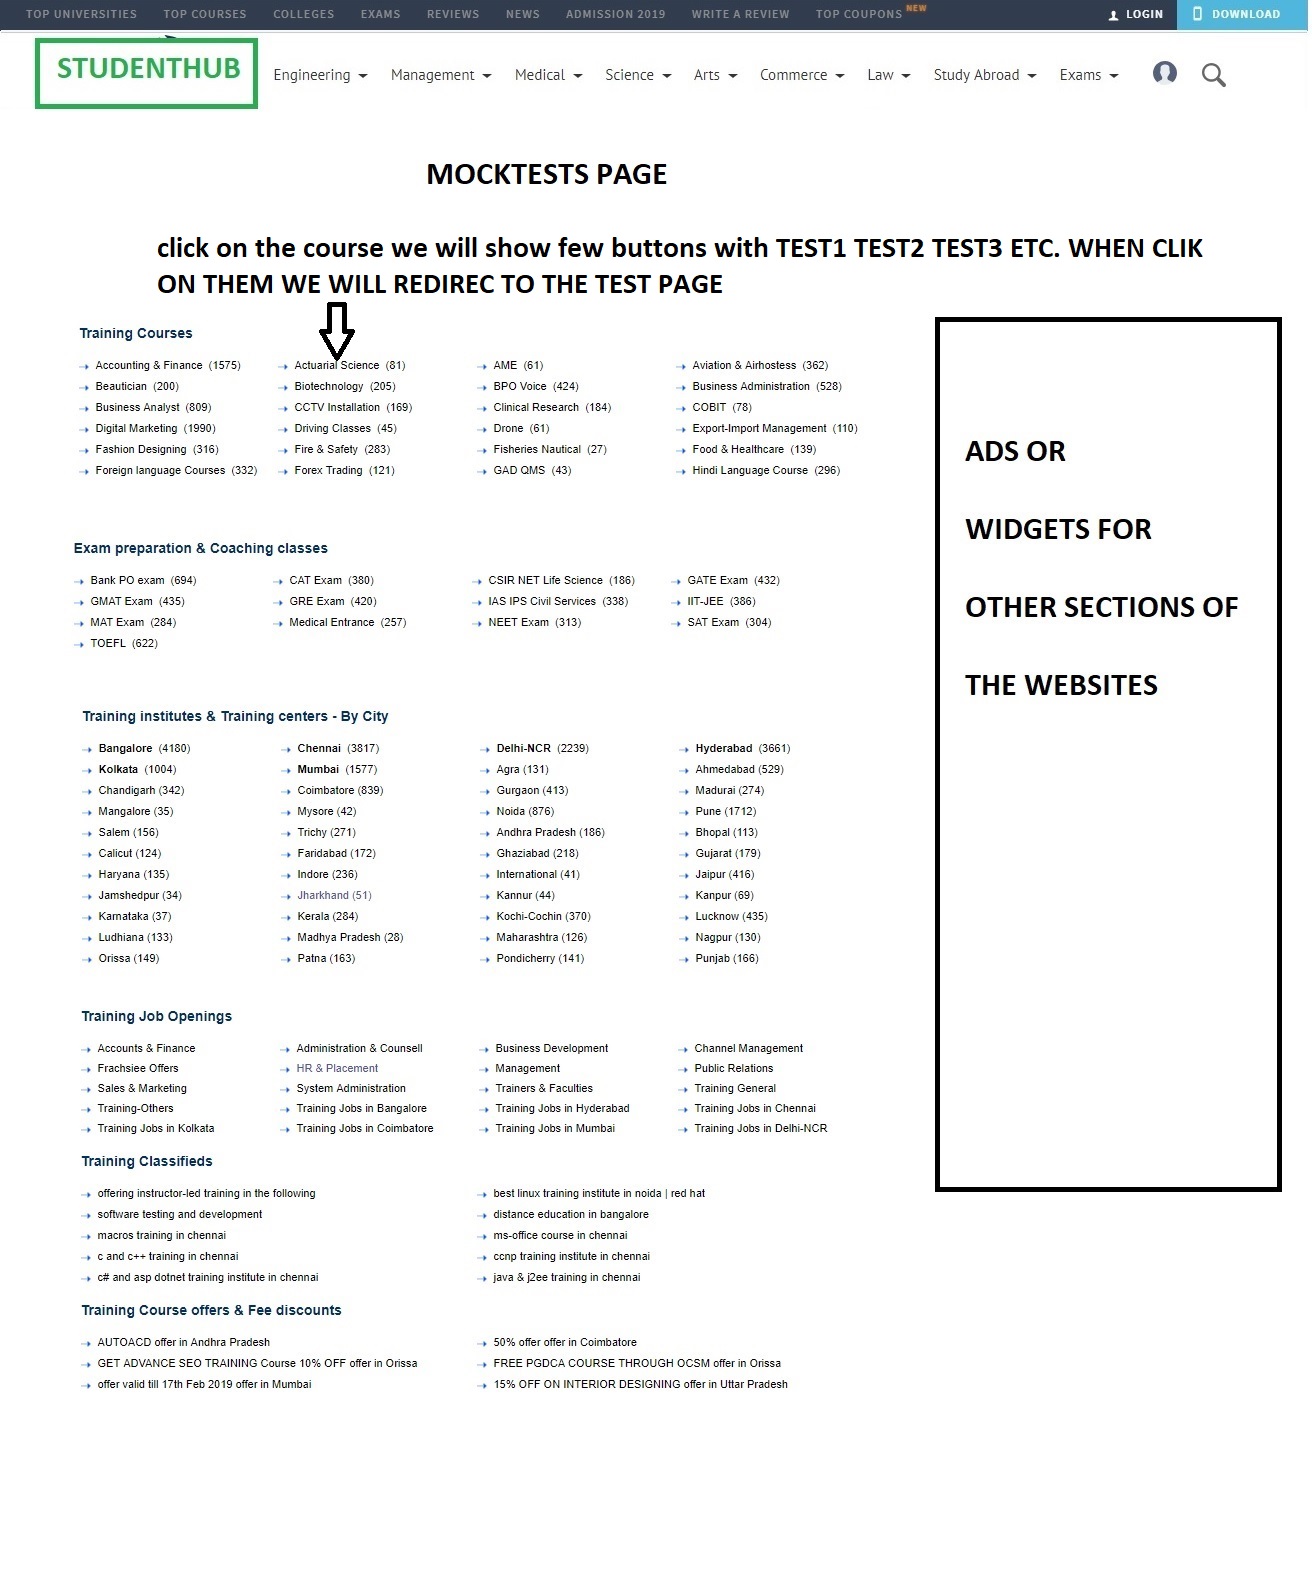 TOP UNIVERSITIES TOP COURSES COLLEGES EXAMS REVIEWS NEWS ADMISSION 2019 WRITE A REVIEW TOP COUPONS NEW LOGIN DOWNLOAD
STUDENTHUB Engineering Management Medical Science Arts Commerce Law Study Abroad Exams
MOCKTESTS PAGE
click on the course we will show few buttons with TEST1 TEST2 TEST3 ETC. WHEN CLIK
ON THEM WE WILL REDIREC TO THE TEST PAGE
Training Courses
Accounting & Finance (1575) Actuarial Science (81) AME (61) Aviation & Airhostess (362)
Beautician (200) Biotechnology (205) BPO Voice (424) Business Administration (528)
Business Analyst (809) CCTV Installation (169) Clinical Research (184) COBIT (78)
Digital Marketing (1990) Driving Classes (45) Drone (61) Export-Import Management (110)
Fashion Designing (316) Fire & Safety (283) Fisheries Nautical (27) Food & Healthcare (139)
Foreign language Courses (332) Forex Trading (121) GAD QMS (43) Hindi Language Course (296)
Exam preparation & Coaching classes
Bank PO exam (694) CAT Exam (380) CSIR NET Life Science (186) GATE Exam (432)
GMAT Exam (435) GRE Exam (420) IAS IPS Civil Services (338) IIT-JEE (386)
MAT Exam (284) Medical Entrance (257) NEET Exam (313) SAT Exam (304)
TOEFL (622)
Training institutes & Training centers - By City
Bangalore (4180) Chennai (3817) Delhi-NCR (2239) Hyderabad (3661)
Kolkata (1004) Mumbai (1577) Agra (131) Ahmedabad (529)
Chandigarh (342) Coimbatore (839) Gurgaon (413) Madurai (274)
Mangalore (35) Mysore (42) Noida (876) Pune (1712)
Salem (156) Trichy (271) Andhra Pradesh (186) Bhopal (113)
Calicut (124) Faridabad (172) Ghaziabad (218) Gujarat (179)
Haryana (135) Indore (236) International (41) Jaipur (416)
Jamshedpur (34) Jharkhand (51) Kannur (44) Kanpur (69)
Karnataka (37) Kerala (284) Kochi-Cochin (370) Lucknow (435)
Ludhiana (133) Madhya Pradesh (28) Maharashtra (126) Nagpur (130)
Orissa (149) Patna (163) Pondicherry (141) Punjab (166)
Training Job Openings
Accounts & Finance Administration & Counsell Business Development Channel Management
Frachsiee Offers HR & Placement Management Public Relations
Sales & Marketing System Administration Trainers & Faculties Training General
Training-Others Training Jobs in Bangalore Training Jobs in Hyderabad Training Jobs in Chennai
Training Jobs in Kolkata Training Jobs in Coimbatore Training Jobs in Mumbai Training Jobs in Delhi-NCR
Training Classifieds
offering instructor-led training in the following best linux training institute in noida | red hat
software testing and development distance education in bangalore
macros training in chennai ms-office course in chennai
c and c++ training in chennai ccnp training institute in chennai
c# and asp dotnet training institute in chennai java & j2ee training in chennai
Training Course offers & Fee discounts
AUTOACD offer in Andhra Pradesh 50% offer offer in Coimbatore
GET ADVANCE SEO TRAINING Course 10% OFF offer in Orissa FREE PGDCA COURSE THROUGH OCSM offer in Orissa
offer valid till 17th Feb 2019 offer in Mumbai 15% OFF ON INTERIOR DESIGNING offer in Uttar Pradesh
ADS OR
WIDGETS FOR
OTHER SECTIONS OF
THE WEBSITES